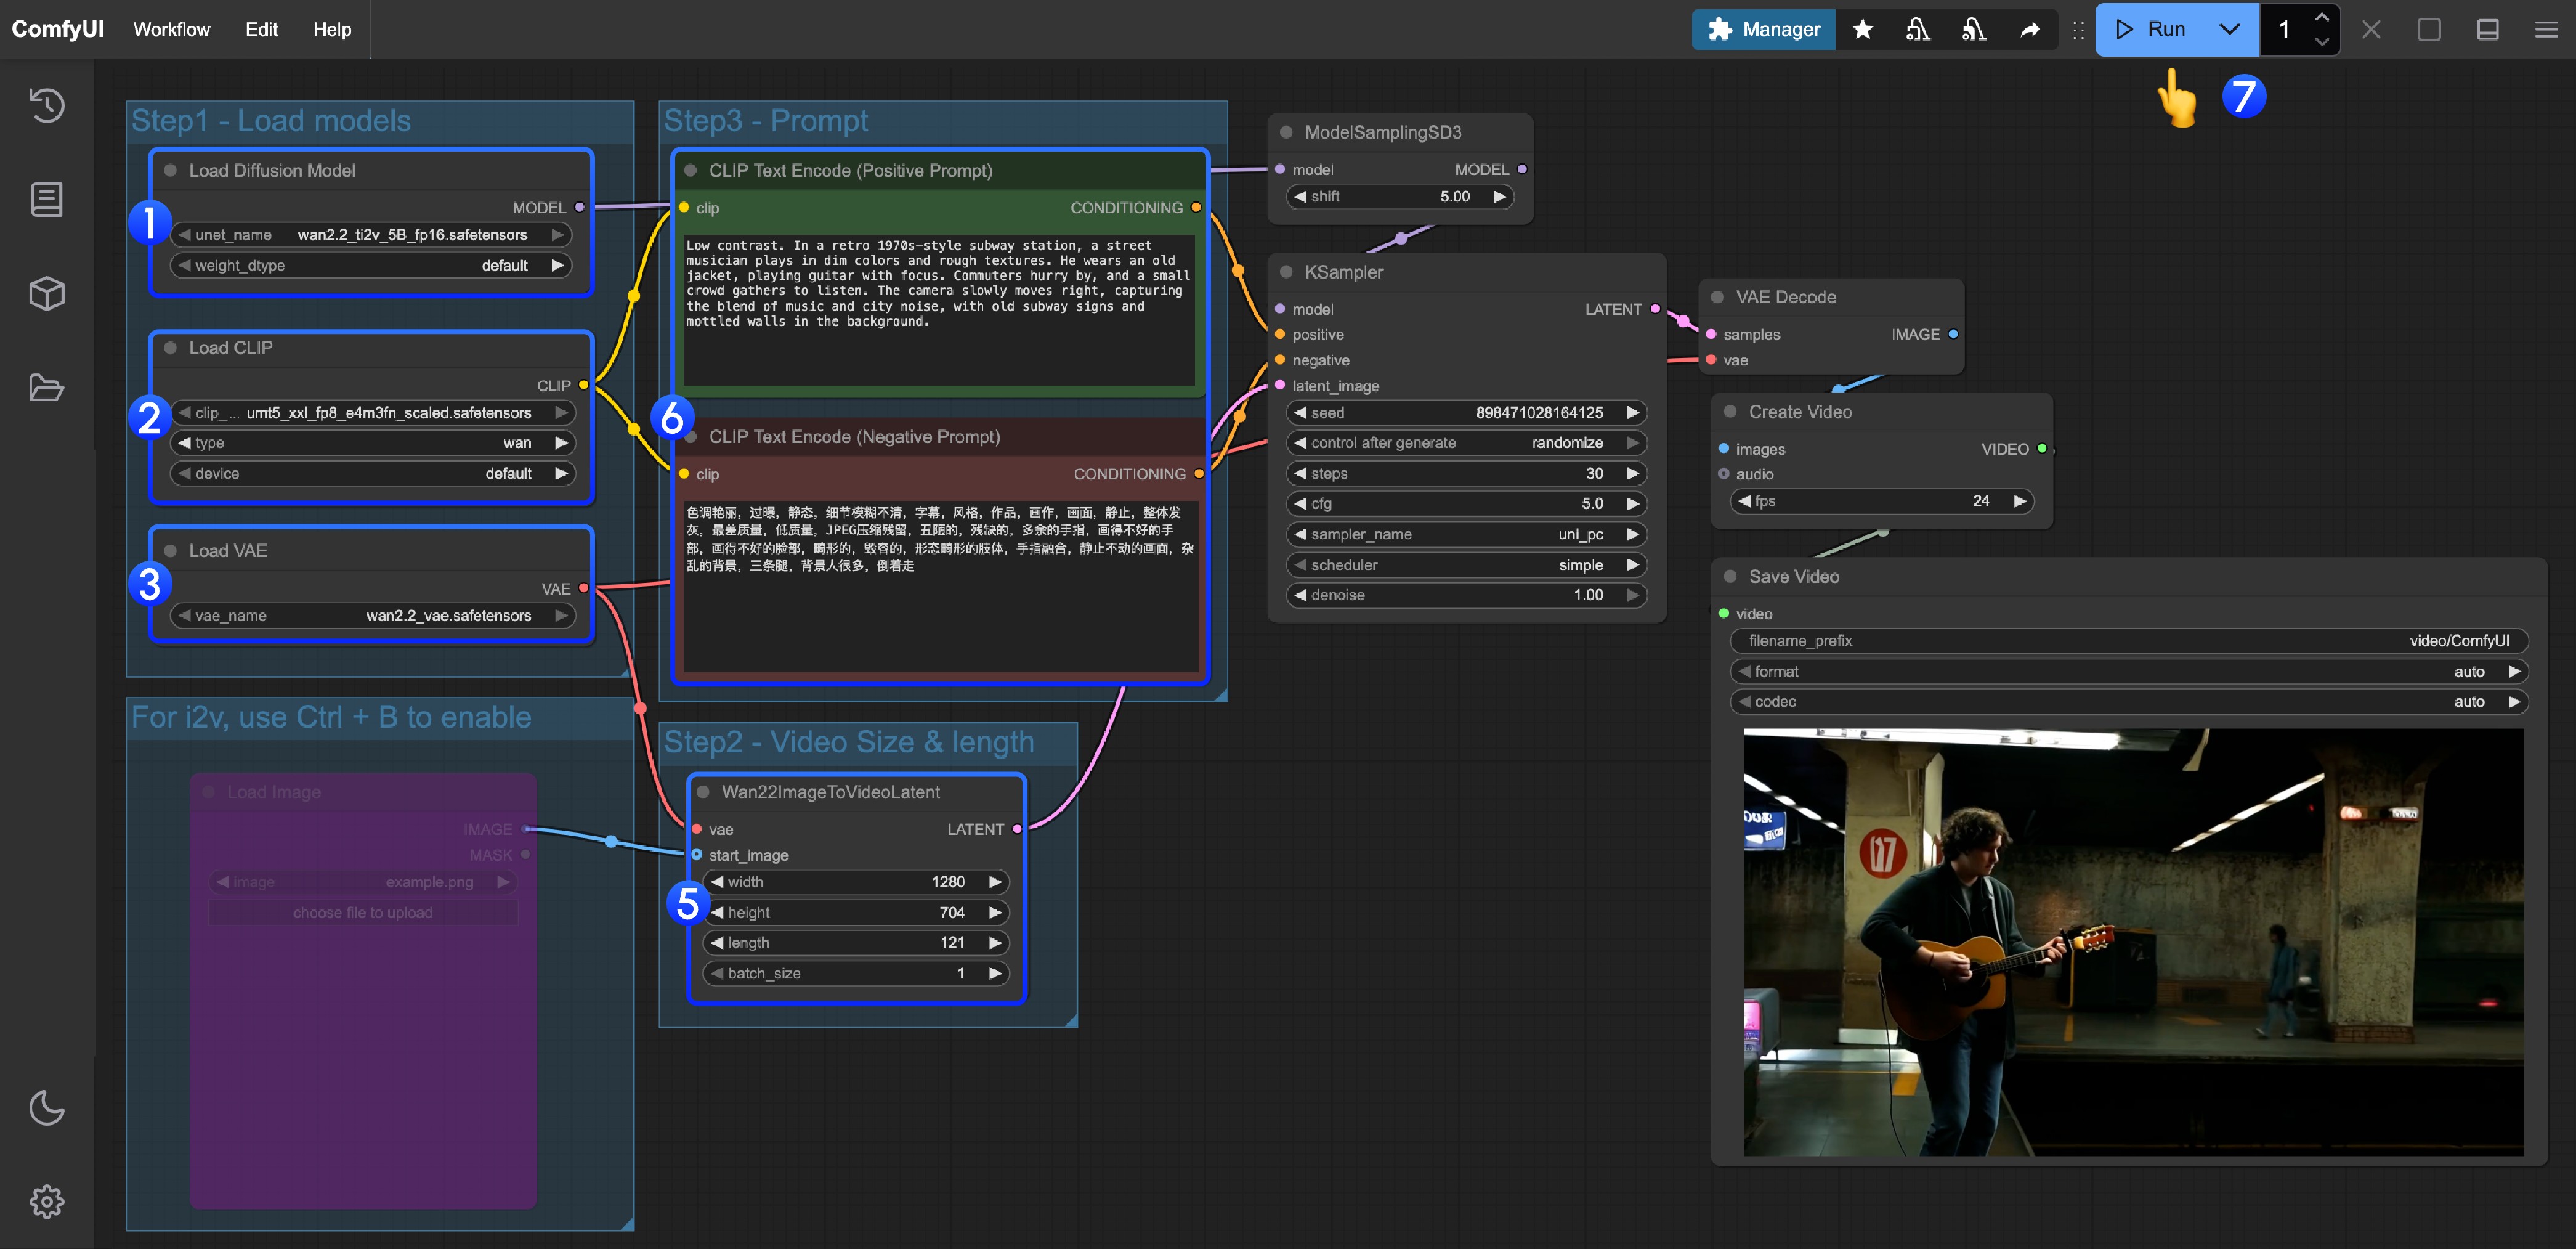 ComfyUI
Workflow
Edit
Help
Manager
Run
1
7
Step1 - Load models
Load Diffusion Model
MODEL
1
unet_name wan2.2_ti2v_5B_fp16.safetensors
weight_dtype default
Load CLIP
CLIP
2
clip_... umt5_xxl_fp8_e4m3fn_scaled.safetensors
type wan
device default
Load VAE
VAE
3
vae_name wan2.2_vae.safetensors
For i2v, use Ctrl + B to enable
Load Image
IMAGE
MASK
image example.png
choose file to upload
Step3 - Prompt
CLIP Text Encode (Positive Prompt)
clip CONDITIONING
Low contrast. In a retro 1970s-style subway station, a street
musician plays in dim colors and rough textures. He wears an old
jacket, playing guitar with focus. Commuters hurry by, and a small
crowd gathers to listen. The camera slowly moves right, capturing
the blend of music and city noise, with old subway signs and
mottled walls in the background.
6
CLIP Text Encode (Negative Prompt)
clip CONDITIONING
色调艳丽，过曝，静态，细节模糊不清，字幕，风格，作品，画作，画面，静止，整体发
灰，最差质量，低质量，JPEG压缩残留，丑陋的，残缺的，多余的手指，画得不好的手
部，画得不好的脸部，畸形的，毁容的，形态畸形的肢体，手指融合，静止不动的画面，杂
乱的背景，三条腿，背景人很多，倒着走
Step2 - Video Size & length
Wan22ImageToVideoLatent
vae LATENT
start_image
5
width 1280
height 704
length 121
batch_size 1
ModelSamplingSD3
model MODEL
shift 5.00
KSampler
model LATENT
positive
negative
latent_image
seed 898471028164125
control after generate randomize
steps 30
cfg 5.0
sampler_name uni_pc
scheduler simple
denoise 1.00
VAE Decode
samples IMAGE
vae
Create Video
images VIDEO
audio
fps 24
Save Video
video
filename_prefix video/ComfyUI
format auto
codec auto